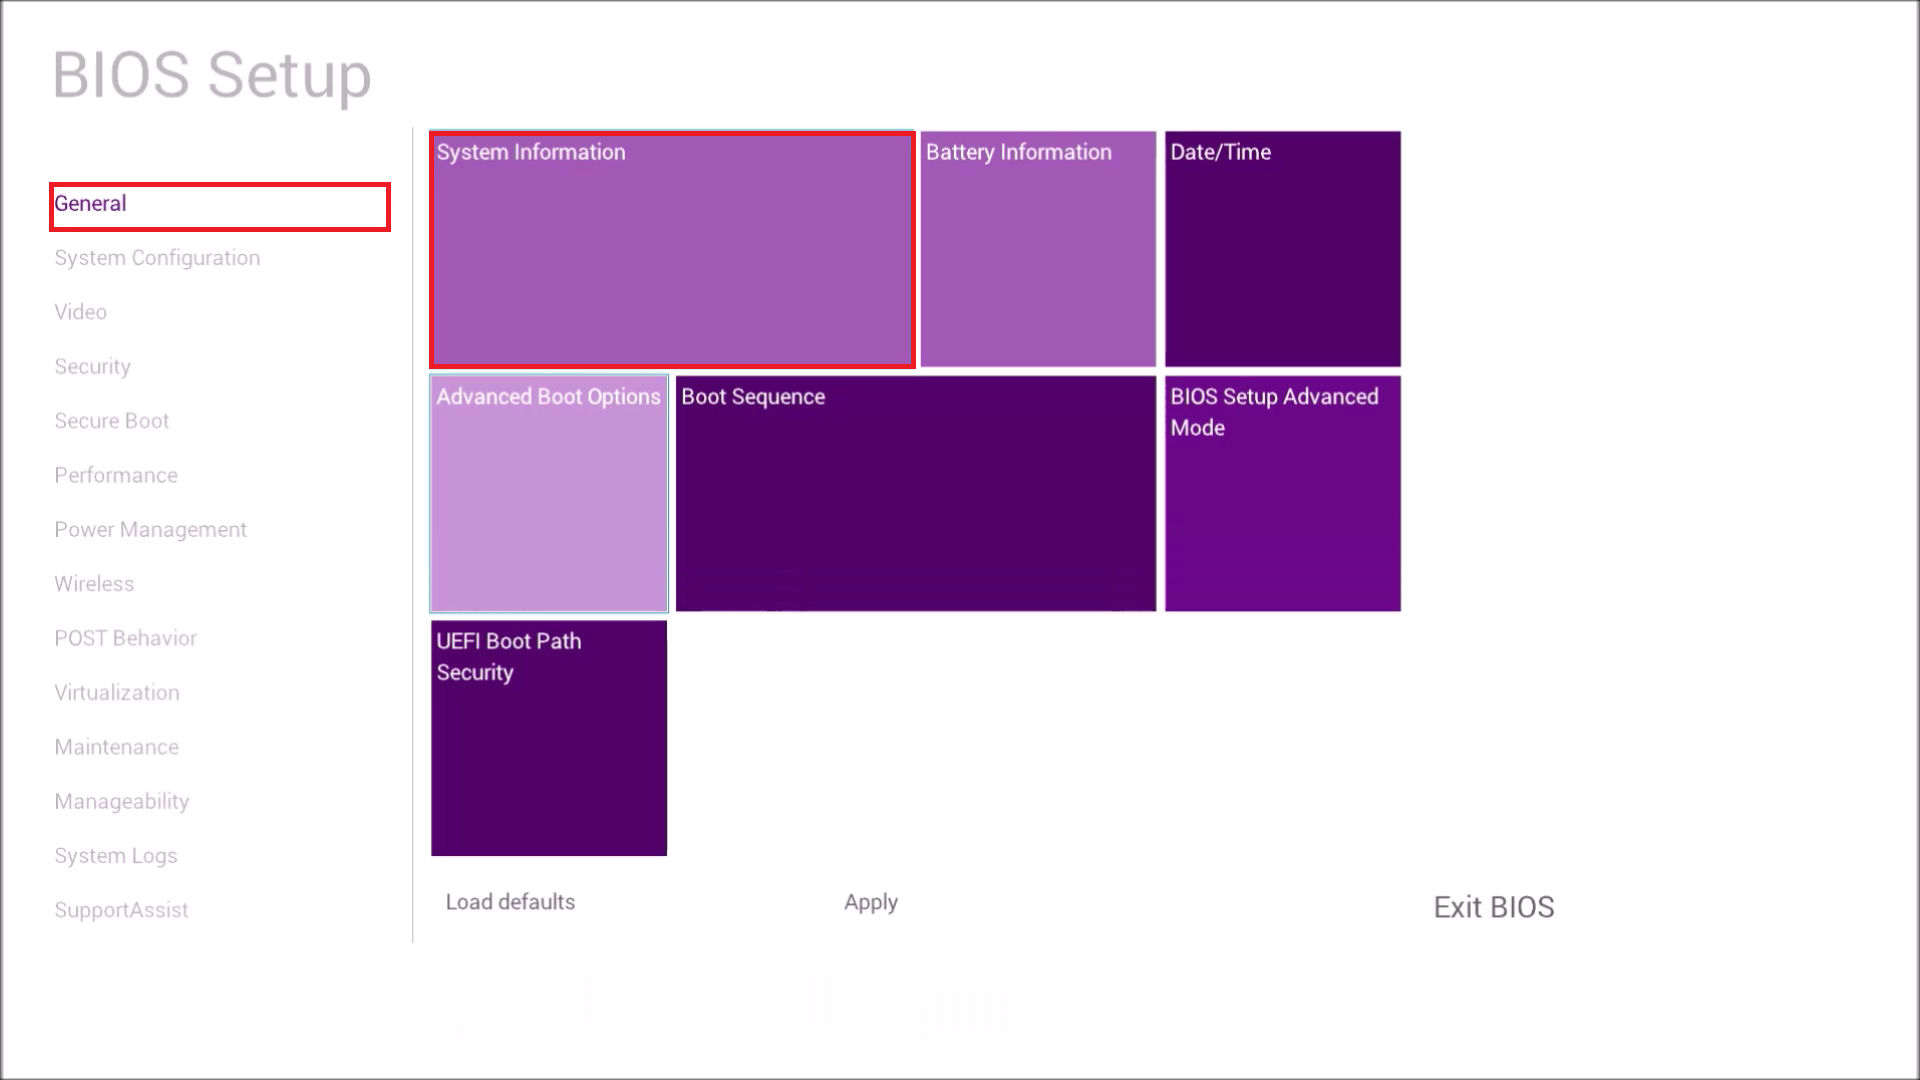 BIOS Setup
General
System Configuration
Video
Security
Secure Boot
Performance
Power Management
Wireless
POST Behavior
Virtualization
Maintenance
Manageability
System Logs
SupportAssist
System Information
Battery Information
Date/Time
Advanced Boot Options
Boot Sequence
BIOS Setup Advanced
Mode
UEFI Boot Path
Security
Load defaults
Apply
Exit BIOS